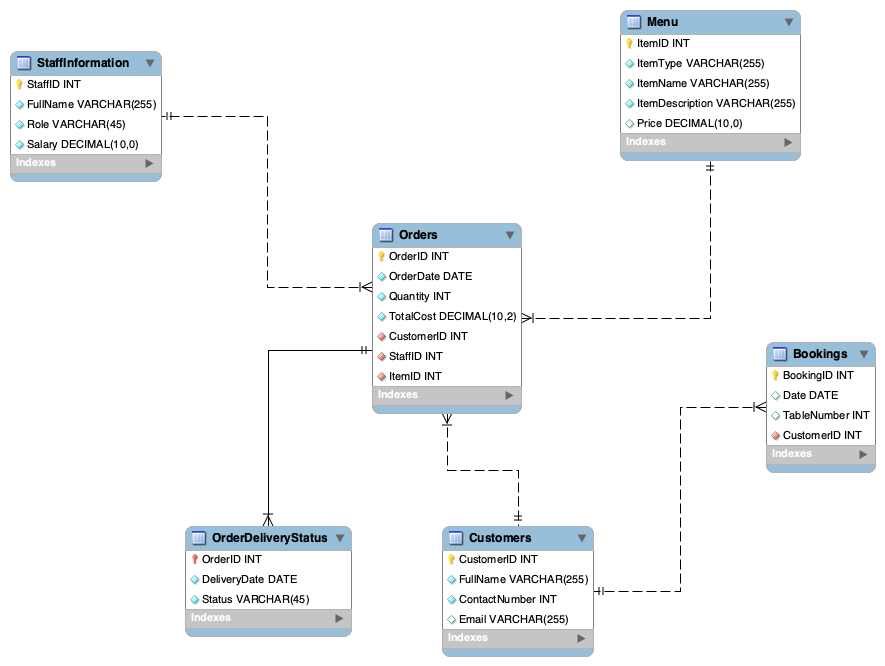 StaffInformation
StaffID INT
FullName VARCHAR(255)
Role VARCHAR(45)
Salary DECIMAL(10,0)
Indexes
Menu
ItemID INT
ItemType VARCHAR(255)
ItemName VARCHAR(255)
ItemDescription VARCHAR(255)
Price DECIMAL(10,0)
Indexes
Orders
OrderID INT
OrderDate DATE
Quantity INT
TotalCost DECIMAL(10,2)
CustomerID INT
StaffID INT
ItemID INT
Indexes
Bookings
BookingID INT
Date DATE
TableNumber INT
CustomerID INT
Indexes
OrderDeliveryStatus
OrderID INT
DeliveryDate DATE
Status VARCHAR(45)
Indexes
Customers
CustomerID INT
FullName VARCHAR(255)
ContactNumber INT
Email VARCHAR(255)
Indexes